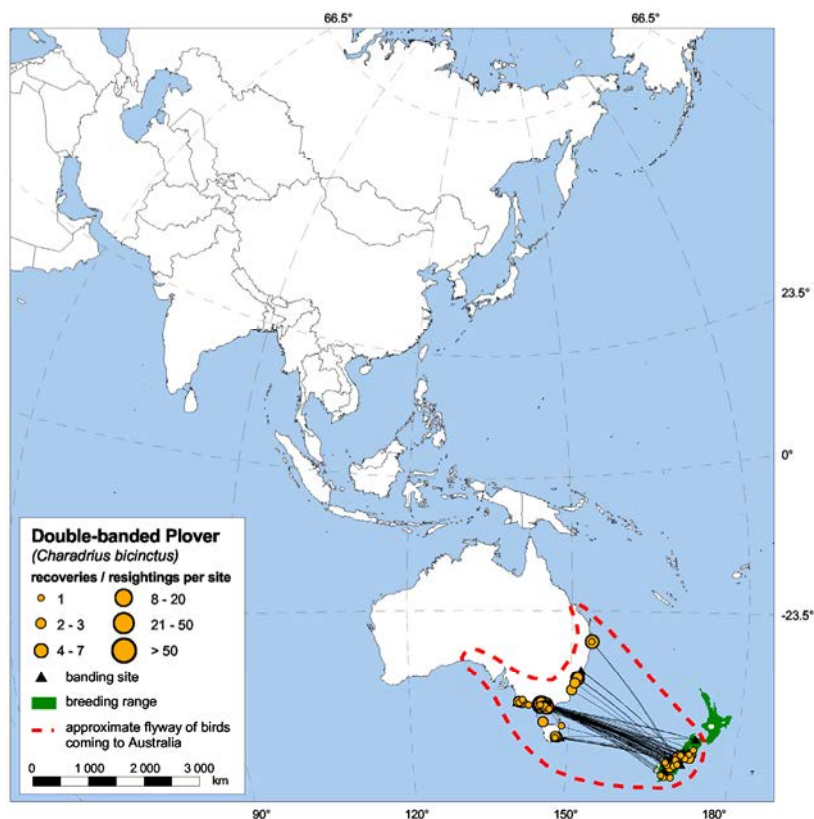 66.5°
66.5°
23.5°
0°
-23.5°
Double-banded Plover
(Charadrius bicinctus)
recoveries / resightings per site
1
8 - 20
2 - 3
21 - 50
4 - 7
> 50
banding site
breeding range
approximate flyway of birds
coming to Australia
0 1 000 2 000 3 000
km
90°
120°
150°
180°